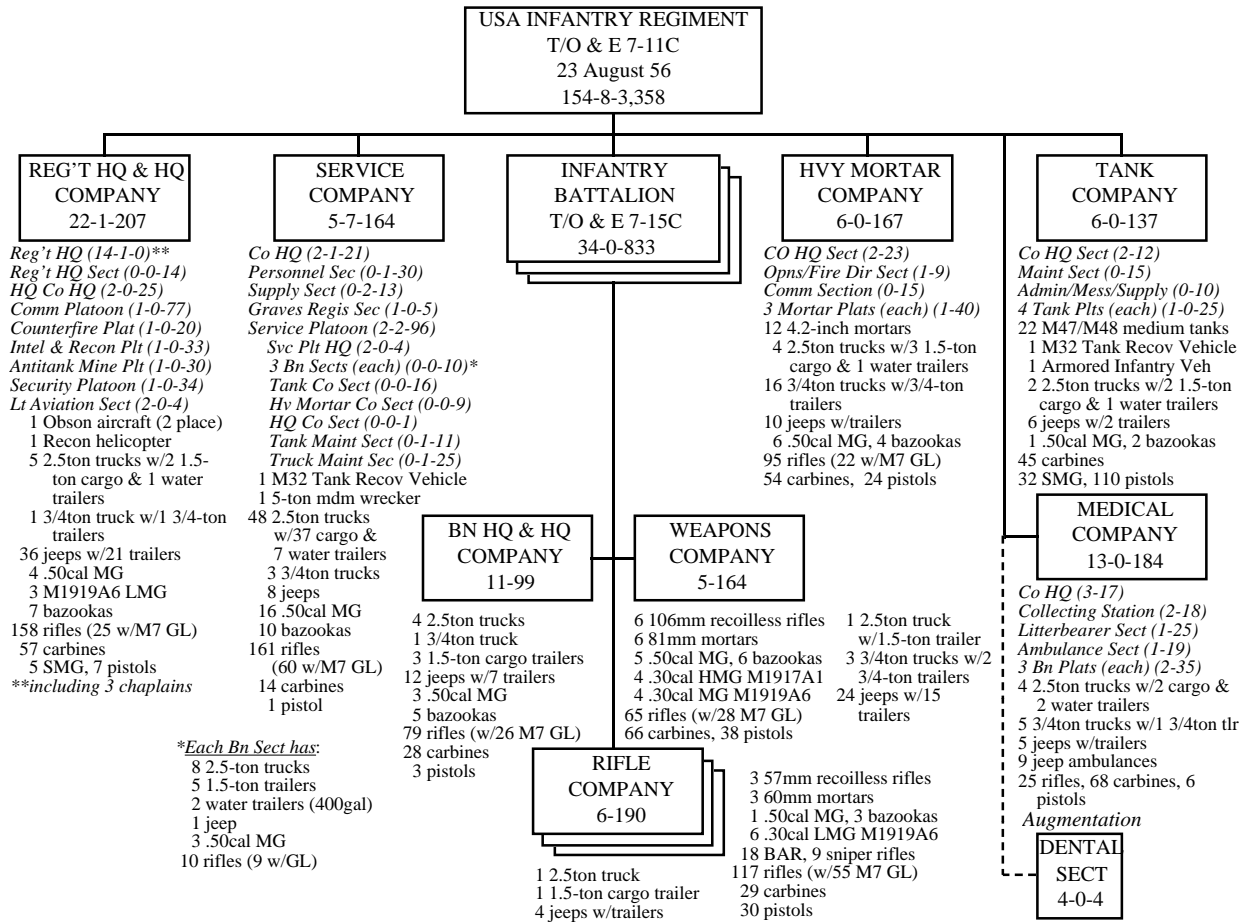 USA INFANTRY REGIMENT
T/O & E 7-11C
23 August 56
154-8-3,358
REG'T HQ & HQ
COMPANY
22-1-207
Reg't HQ (14-1-0)**
Reg't HQ Sect (0-0-14)
HQ Co HQ (2-0-25)
Comm Platoon (1-0-77)
Counterfire Plat (1-0-20)
Intel & Recon Plt (1-0-33)
Antitank Mine Plt (1-0-30)
Security Platoon (1-0-34)
Lt Aviation Sect (2-0-4)
1 Obson aircraft (2 place)
1 Recon helicopter
5 2.5ton trucks w/2 1.5-
ton cargo & 1 water
trailers
1 3/4ton truck w/1 3/4-ton
trailers
36 jeeps w/21 trailers
4 .50cal MG
3 M1919A6 LMG
7 bazookas
158 rifles (25 w/M7 GL)
57 carbines
5 SMG, 7 pistols
**including 3 chaplains
SERVICE
COMPANY
5-7-164
Co HQ (2-1-21)
Personnel Sec (0-1-30)
Supply Sect (0-2-13)
Graves Regis Sec (1-0-5)
Service Platoon (2-2-96)
Svc Plt HQ (2-0-4)
3 Bn Sects (each) (0-0-10)*
Tank Co Sect (0-0-16)
Hv Mortar Co Sect (0-0-9)
HQ Co Sect (0-0-1)
Tank Maint Sect (0-1-11)
Truck Maint Sec (0-1-25)
1 M32 Tank Recov Vehicle
1 5-ton mdm wrecker
48 2.5ton trucks
w/37 cargo &
7 water trailers
3 3/4ton trucks
8 jeeps
16 .50cal MG
10 bazookas
161 rifles
(60 w/M7 GL)
14 carbines
1 pistol
*Each Bn Sect has:
8 2.5-ton trucks
5 1.5-ton trailers
2 water trailers (400gal)
1 jeep
3 .50cal MG
10 rifles (9 w/GL)
INFANTRY
BATTALION
T/O & E 7-15C
34-0-833
BN HQ & HQ
COMPANY
11-99
4 2.5ton trucks
1 3/4ton truck
3 1.5-ton cargo trailers
12 jeeps w/7 trailers
3 .50cal MG
5 bazookas
79 rifles (w/26 M7 GL)
28 carbines
3 pistols
WEAPONS
COMPANY
5-164
6 106mm recoilless rifles
6 81mm mortars
5 .50cal MG, 6 bazookas
4 .30cal HMG M1917A1
4 .30cal MG M1919A6
65 rifles (w/28 M7 GL)
66 carbines, 38 pistols
1 2.5ton truck
w/1.5-ton trailer
3 3/4ton trucks w/2
3/4-ton trailers
24 jeeps w/15
trailers
RIFLE
COMPANY
6-190
1 2.5ton truck
1 1.5-ton cargo trailer
4 jeeps w/trailers
3 57mm recoilless rifles
3 60mm mortars
1 .50cal MG, 3 bazookas
6 .30cal LMG M1919A6
18 BAR, 9 sniper rifles
117 rifles (w/55 M7 GL)
29 carbines
30 pistols
HVY MORTAR
COMPANY
6-0-167
CO HQ Sect (2-23)
Opns/Fire Dir Sect (1-9)
Comm Section (0-15)
3 Mortar Plats (each) (1-40)
12 4.2-inch mortars
4 2.5ton trucks w/3 1.5-ton
cargo & 1 water trailers
16 3/4ton trucks w/3/4-ton
trailers
10 jeeps w/trailers
6 .50cal MG, 4 bazookas
95 rifles (22 w/M7 GL)
54 carbines, 24 pistols
TANK
COMPANY
6-0-137
Co HQ Sect (2-12)
Maint Sect (0-15)
Admin/Mess/Supply (0-10)
4 Tank Plts (each) (1-0-25)
22 M47/M48 medium tanks
1 M32 Tank Recov Vehicle
1 Armored Infantry Veh
2 2.5ton trucks w/2 1.5-ton
cargo & 1 water trailers
6 jeeps w/2 trailers
1 .50cal MG, 2 bazookas
45 carbines
32 SMG, 110 pistols
MEDICAL
COMPANY
13-0-184
Co HQ (3-17)
Collecting Station (2-18)
Litterbearer Sect (1-25)
Ambulance Sect (1-19)
3 Bn Plats (each) (2-35)
4 2.5ton trucks w/2 cargo &
2 water trailers
5 3/4ton trucks w/1 3/4ton tlr
5 jeeps w/trailers
9 jeep ambulances
25 rifles, 68 carbines, 6
pistols
Augmentation
DENTAL
SECT
4-0-4